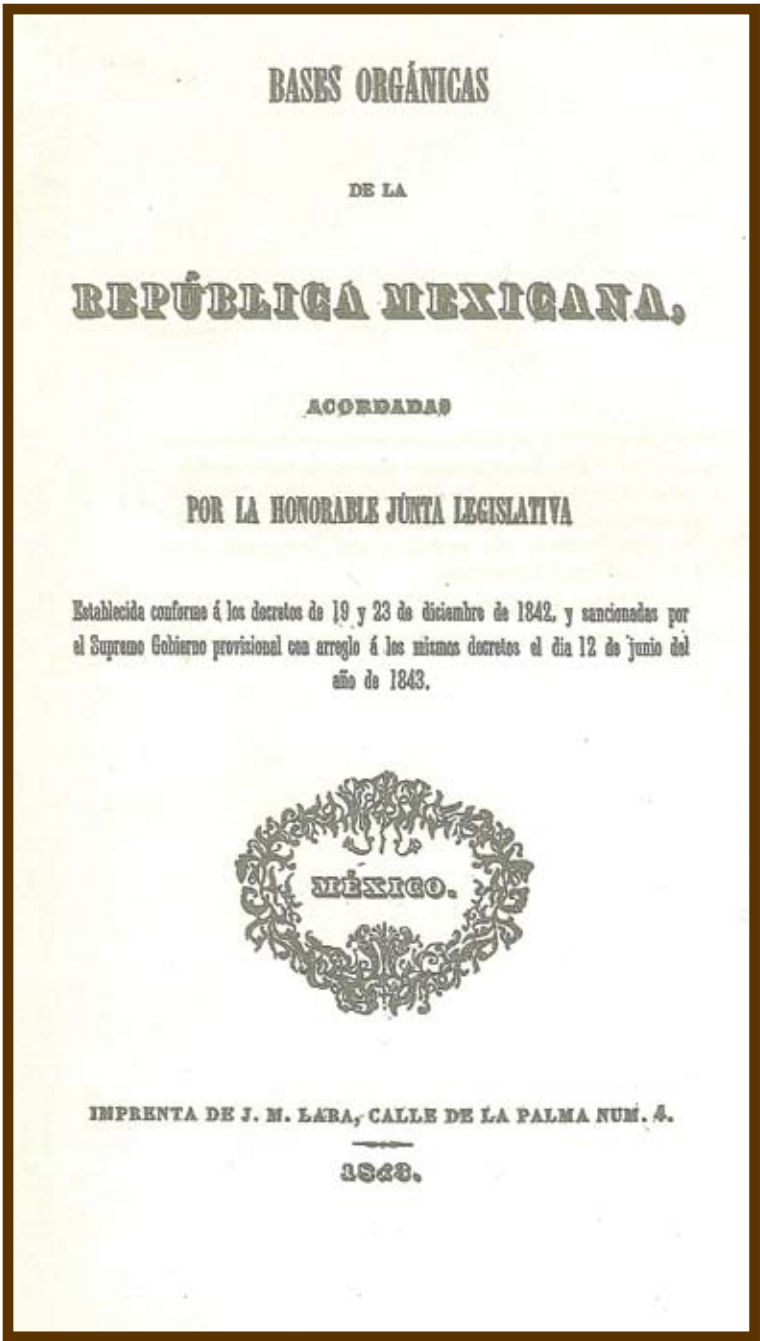 BASES ORGÁNICAS
DE LA
REPÚBLICA MEXICANA,
ACORDADAS
POR LA HONORABLE JUNTA LEGISLATIVA
Establecida conforme á los decretos de 19 y 23 de diciembre de 1842, y sancionadas por
el Supremo Gobierno provisional con arreglo á los mismos decretos el dia 12 de junio del
año de 1843.
MÉXICO.
IMPRENTA DE J. M. LARA, CALLE DE LA PALMA NUM. 4.
1843.